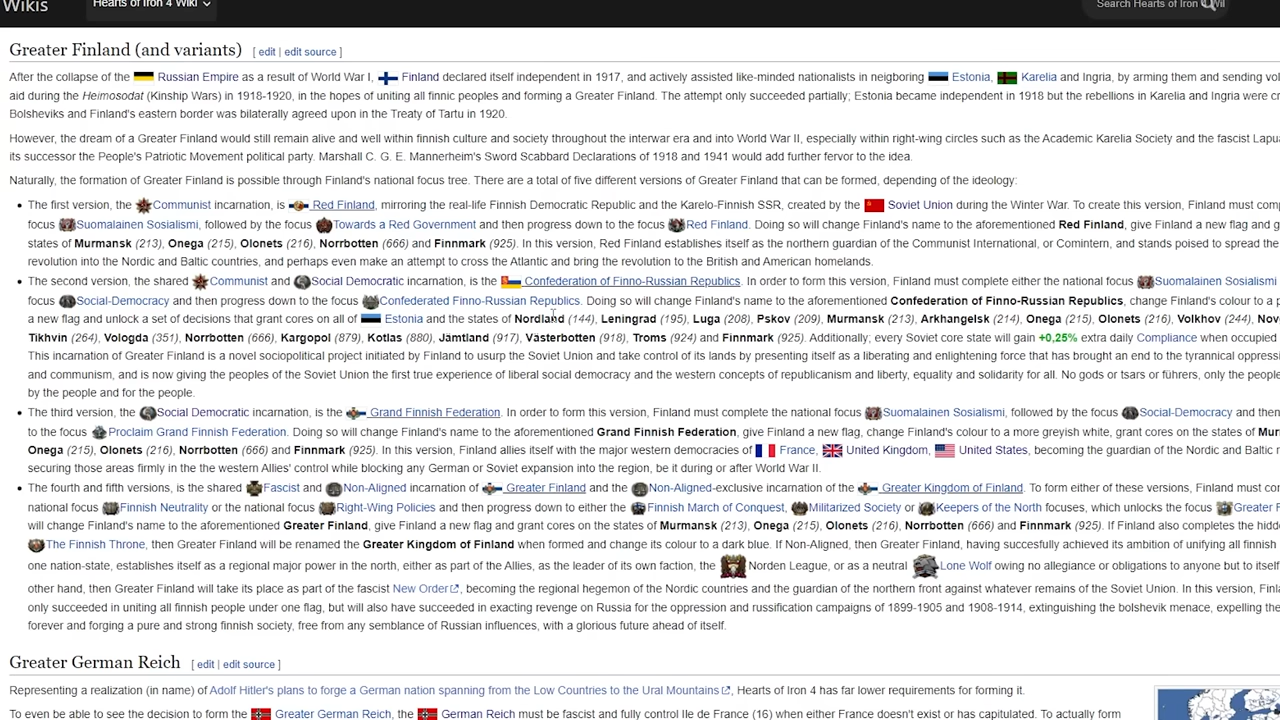 Wikis Hearts of Iron 4 Wiki Search Hearts of Iron 4 Wil
Greater Finland (and variants) [ edit | edit source ]
After the collapse of the Russian Empire as a result of World War I, Finland declared itself independent in 1917, and actively assisted like-minded nationalists in neigboring Estonia, Karelia and Ingria, by arming them and sending vol
aid during the Heimosodat (Kinship Wars) in 1918-1920, in the hopes of uniting all finnic peoples and forming a Greater Finland. The attempt only succeeded partially; Estonia became independent in 1918 but the rebellions in Karelia and Ingria were cr
Bolsheviks and Finland's eastern border was bilaterally agreed upon in the Treaty of Tartu in 1920.
However, the dream of a Greater Finland would still remain alive and well within finnish culture and society throughout the interwar era and into World War II, especially within right-wing circles such as the Academic Karelia Society and the fascist Lapu
its successor the People's Patriotic Movement political party. Marshall C. G. E. Mannerheim's Sword Scabbard Declarations of 1918 and 1941 would add further fervor to the idea.
Naturally, the formation of Greater Finland is possible through Finland's national focus tree. There are a total of five different versions of Greater Finland that can be formed, depending of the ideology:
• The first version, the Communist incarnation, is Red Finland, mirroring the real-life Finnish Democratic Republic and the Karelo-Finnish SSR, created by the Soviet Union during the Winter War. To create this version, Finland must comp
focus Suomalainen Sosialismi, followed by the focus Towards a Red Government and then progress down to the focus Red Finland. Doing so will change Finland's name to the aforementioned Red Finland, give Finland a new flag and g
states of Murmansk (213), Onega (215), Olonets (216), Norrbotten (666) and Finnmark (925). In this version, Red Finland establishes itself as the northern guardian of the Communist International, or Comintern, and stands poised to spread the
revolution into the Nordic and Baltic countries, and perhaps even make an attempt to cross the Atlantic and bring the revolution to the British and American homelands.
• The second version, the shared Communist and Social Democratic incarnation, is the Confederation of Finno-Russian Republics. In order to form this version, Finland must complete either the national focus Suomalainen Sosialismi
focus Social-Democracy and then progress down to the focus Confederated Finno-Russian Republics. Doing so will change Finland's name to the aforementioned Confederation of Finno-Russian Republics, change Finland's colour to a p
a new flag and unlock a set of decisions that grant cores on all of Estonia and the states of Nordland (144), Leningrad (195), Luga (208), Pskov (209), Murmansk (213), Arkhangelsk (214), Onega (215), Olonets (216), Volkhov (244), Nov
Tikhvin (264), Vologda (351), Norrbotten (666), Kargopol (879), Kotlas (880), Jämtland (917), Västerbotten (918), Troms (924) and Finnmark (925). Additionally; every Soviet core state will gain +0,25% extra daily Compliance when occupied
This incarnation of Greater Finland is a novel sociopolitical project initiated by Finland to usurp the Soviet Union and take control of its lands by presenting itself as a liberating and enlightening force that has brought an end to the tyrannical oppress
and communism, and is now giving the peoples of the Soviet Union the first true experience of liberal social democracy and the western concepts of republicanism and liberty, equality and solidarity for all. No gods or tsars or führers, only the people
by the people and for the people.
• The third version, the Social Democratic incarnation, is the Grand Finnish Federation. In order to form this version, Finland must complete the national focus Suomalainen Sosialismi, followed by the focus Social-Democracy and then
to the focus Proclaim Grand Finnish Federation. Doing so will change Finland's name to the aforementioned Grand Finnish Federation, give Finland a new flag, change Finland's colour to a more greyish white, grant cores on the states of Mur
Onega (215), Olonets (216), Norrbotten (666) and Finnmark (925). In this version, Finland allies itself with the major western democracies of France, United Kingdom, United States, becoming the guardian of the Nordic and Baltic n
securing those areas firmly in the the western Allies' control while blocking any German or Soviet expansion into the region, be it during or after World War II.
• The fourth and fifth versions, is the shared Fascist and Non-Aligned incarnation of Greater Finland and the Non-Aligned-exclusive incarnation of the Greater Kingdom of Finland. To form either of these versions, Finland must con
national focus Finnish Neutrality or the national focus Right-Wing Policies and then progress down to either the Finnish March of Conquest, Militarized Society or Keepers of the North focuses, which unlocks the focus Greater F
will change Finland's name to the aforementioned Greater Finland, give Finland a new flag and grant cores on the states of Murmansk (213), Onega (215), Olonets (216), Norrbotten (666) and Finnmark (925). If Finland also completes the hidde
The Finnish Throne, then Greater Finland will be renamed the Greater Kingdom of Finland when formed and change its colour to a dark blue. If Non-Aligned, then Greater Finland, having succesfully achieved its ambition of unifying all finnish
one nation-state, establishes itself as a regional major power in the north, either as part of the Allies, as the leader of its own faction, the Norden League, or as a neutral Lone Wolf owing no allegiance or obligations to anyone but to itself
other hand, then Greater Finland will take its place as part of the fascist New Order, becoming the regional hegemon of the Nordic countries and the guardian of the northern front against whatever remains of the Soviet Union. In this version, Finla
only succeeded in uniting all finnish people under one flag, but will also have succeeded in exacting revenge on Russia for the oppression and russification campaigns of 1899-1905 and 1908-1914, extinguishing the bolshevik menace, expelling the
forever and forging a pure and strong finnish society, free from any semblance of Russian influences, with a glorious future ahead of itself.
Greater German Reich [ edit | edit source ]
Representing a realization (in name) of Adolf Hitler's plans to forge a German nation spanning from the Low Countries to the Ural Mountains, Hearts of Iron 4 has far lower requirements for forming it.
To even be able to see the decision to form the Greater German Reich, the German Reich must be fascist and fully control Ile de France (16) when either France doesn't exist or has capitulated. To actually form